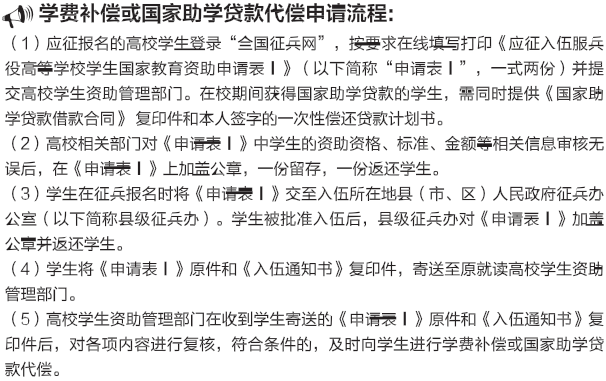 学费补偿或国家助学贷款代偿申请流程：
（1）应征报名的高校学生登录“全国征兵网”，按要求在线填写打印《应征入伍服兵
役高等学校学生国家教育资助申请表Ⅰ》（以下简称“申请表Ⅰ”，一式两份）并提
交高校学生资助管理部门。在校期间获得国家助学贷款的学生，需同时提供《国家助
学贷款借款合同》复印件和本人签字的一次性偿还贷款计划书。
（2）高校相关部门对《申请表Ⅰ》中学生的资助资格、标准、金额等相关信息审核无
误后，在《申请表Ⅰ》上加盖公章，一份留存，一份返还学生。
（3）学生在征兵报名时将《申请表Ⅰ》交至入伍所在地县（市、区）人民政府征兵办
公室（以下简称县级征兵办）。学生被批准入伍后，县级征兵办对《申请表Ⅰ》加盖
公章并返还学生。
（4）学生将《申请表Ⅰ》原件和《入伍通知书》复印件，寄送至原就读高校学生资助
管理部门。
（5）高校学生资助管理部门在收到学生寄送的《申请表Ⅰ》原件和《入伍通知书》复
印件后，对各项内容进行复核，符合条件的，及时向学生进行学费补偿或国家助学贷
款代偿。